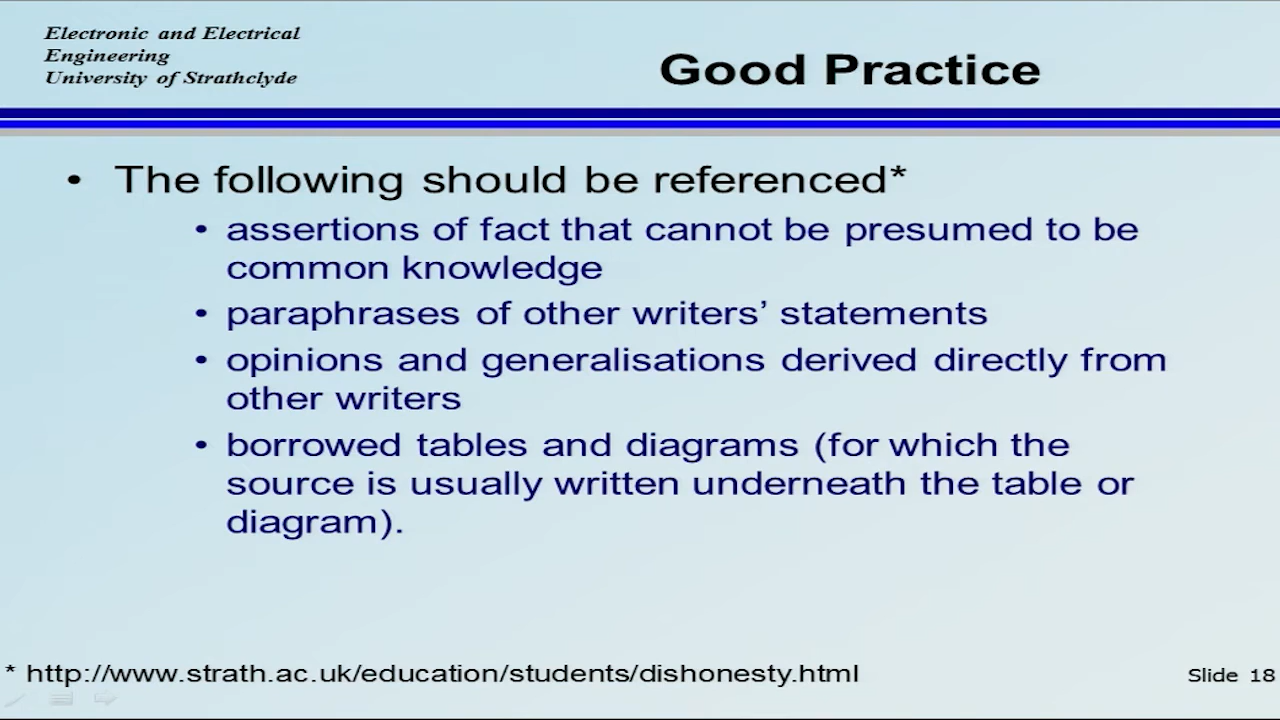 Electronic and Electrical
Engineering
University of Strathclyde
Good Practice
• The following should be referenced*
• assertions of fact that cannot be presumed to be
common knowledge
• paraphrases of other writers’ statements
• opinions and generalisations derived directly from
other writers
• borrowed tables and diagrams (for which the
source is usually written underneath the table or
diagram).
* http://www.strath.ac.uk/education/students/dishonesty.html
Slide 18